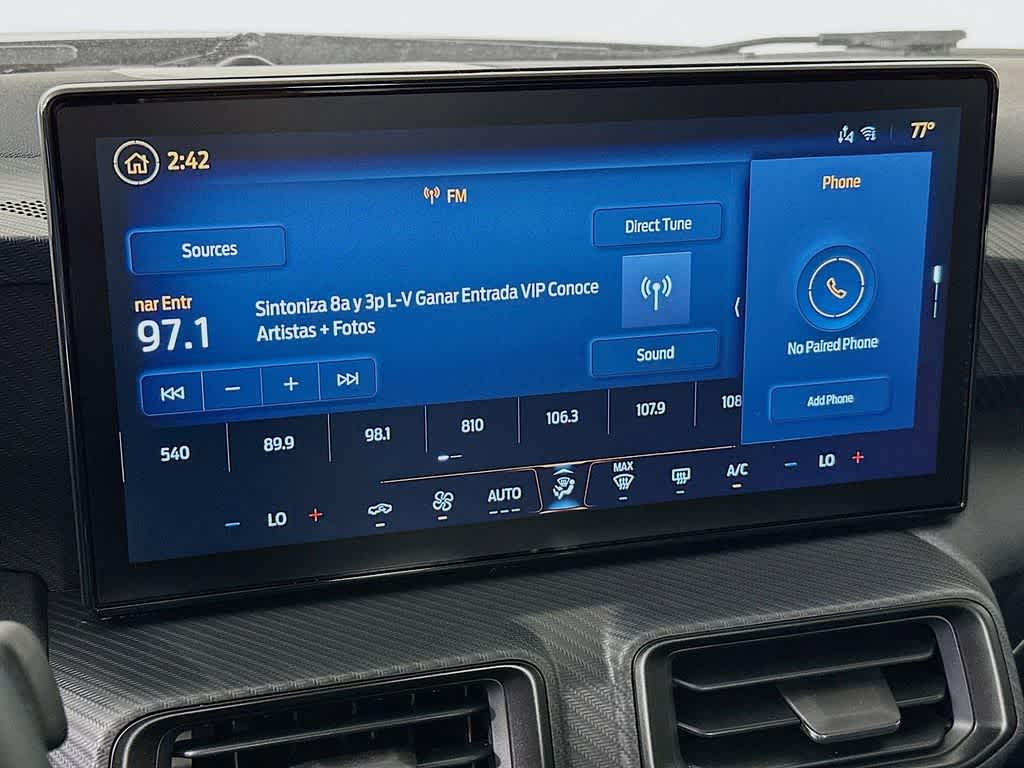 2:42
77°
FM
Phone
Sources
Direct Tune
nar Entr
97.1
Sintoniza 8a y 3p L-V Ganar Entrada VIP Conoce
Artistas + Fotos
Sound
No Paired Phone
Add Phone
540
89.9
98.1
810
106.3
107.9
108
− LO +
AUTO
MAX
A/C
− LO +